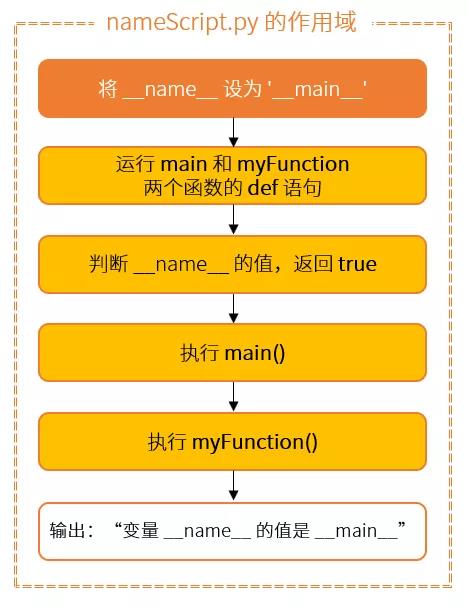 nameScript.py 的作用域
将 __name__ 设为 '__main__'
运行 main 和 myFunction
两个函数的 def 语句
判断 __name__ 的值，返回 true
执行 main()
执行 myFunction()
输出：“变量 __name__ 的值是 __main__”